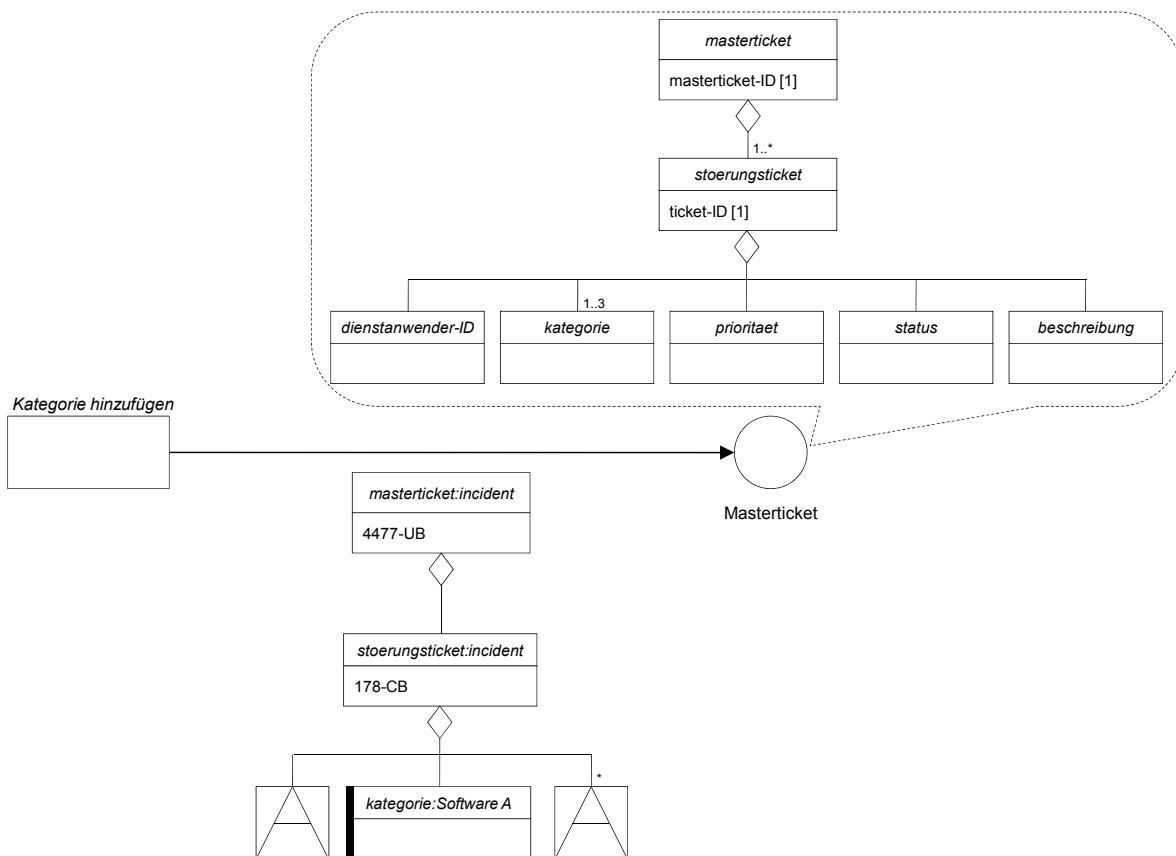 masterticket
masterticket-ID [1]
1..*
stoerungsticket
ticket-ID [1]
1..3
dienstanwender-ID
kategorie
prioritaet
status
beschreibung
Kategorie hinzufügen
masterticket:incident
4477-UB
Masterticket
stoerungsticket:incident
178-CB
*
kategorie:Software A